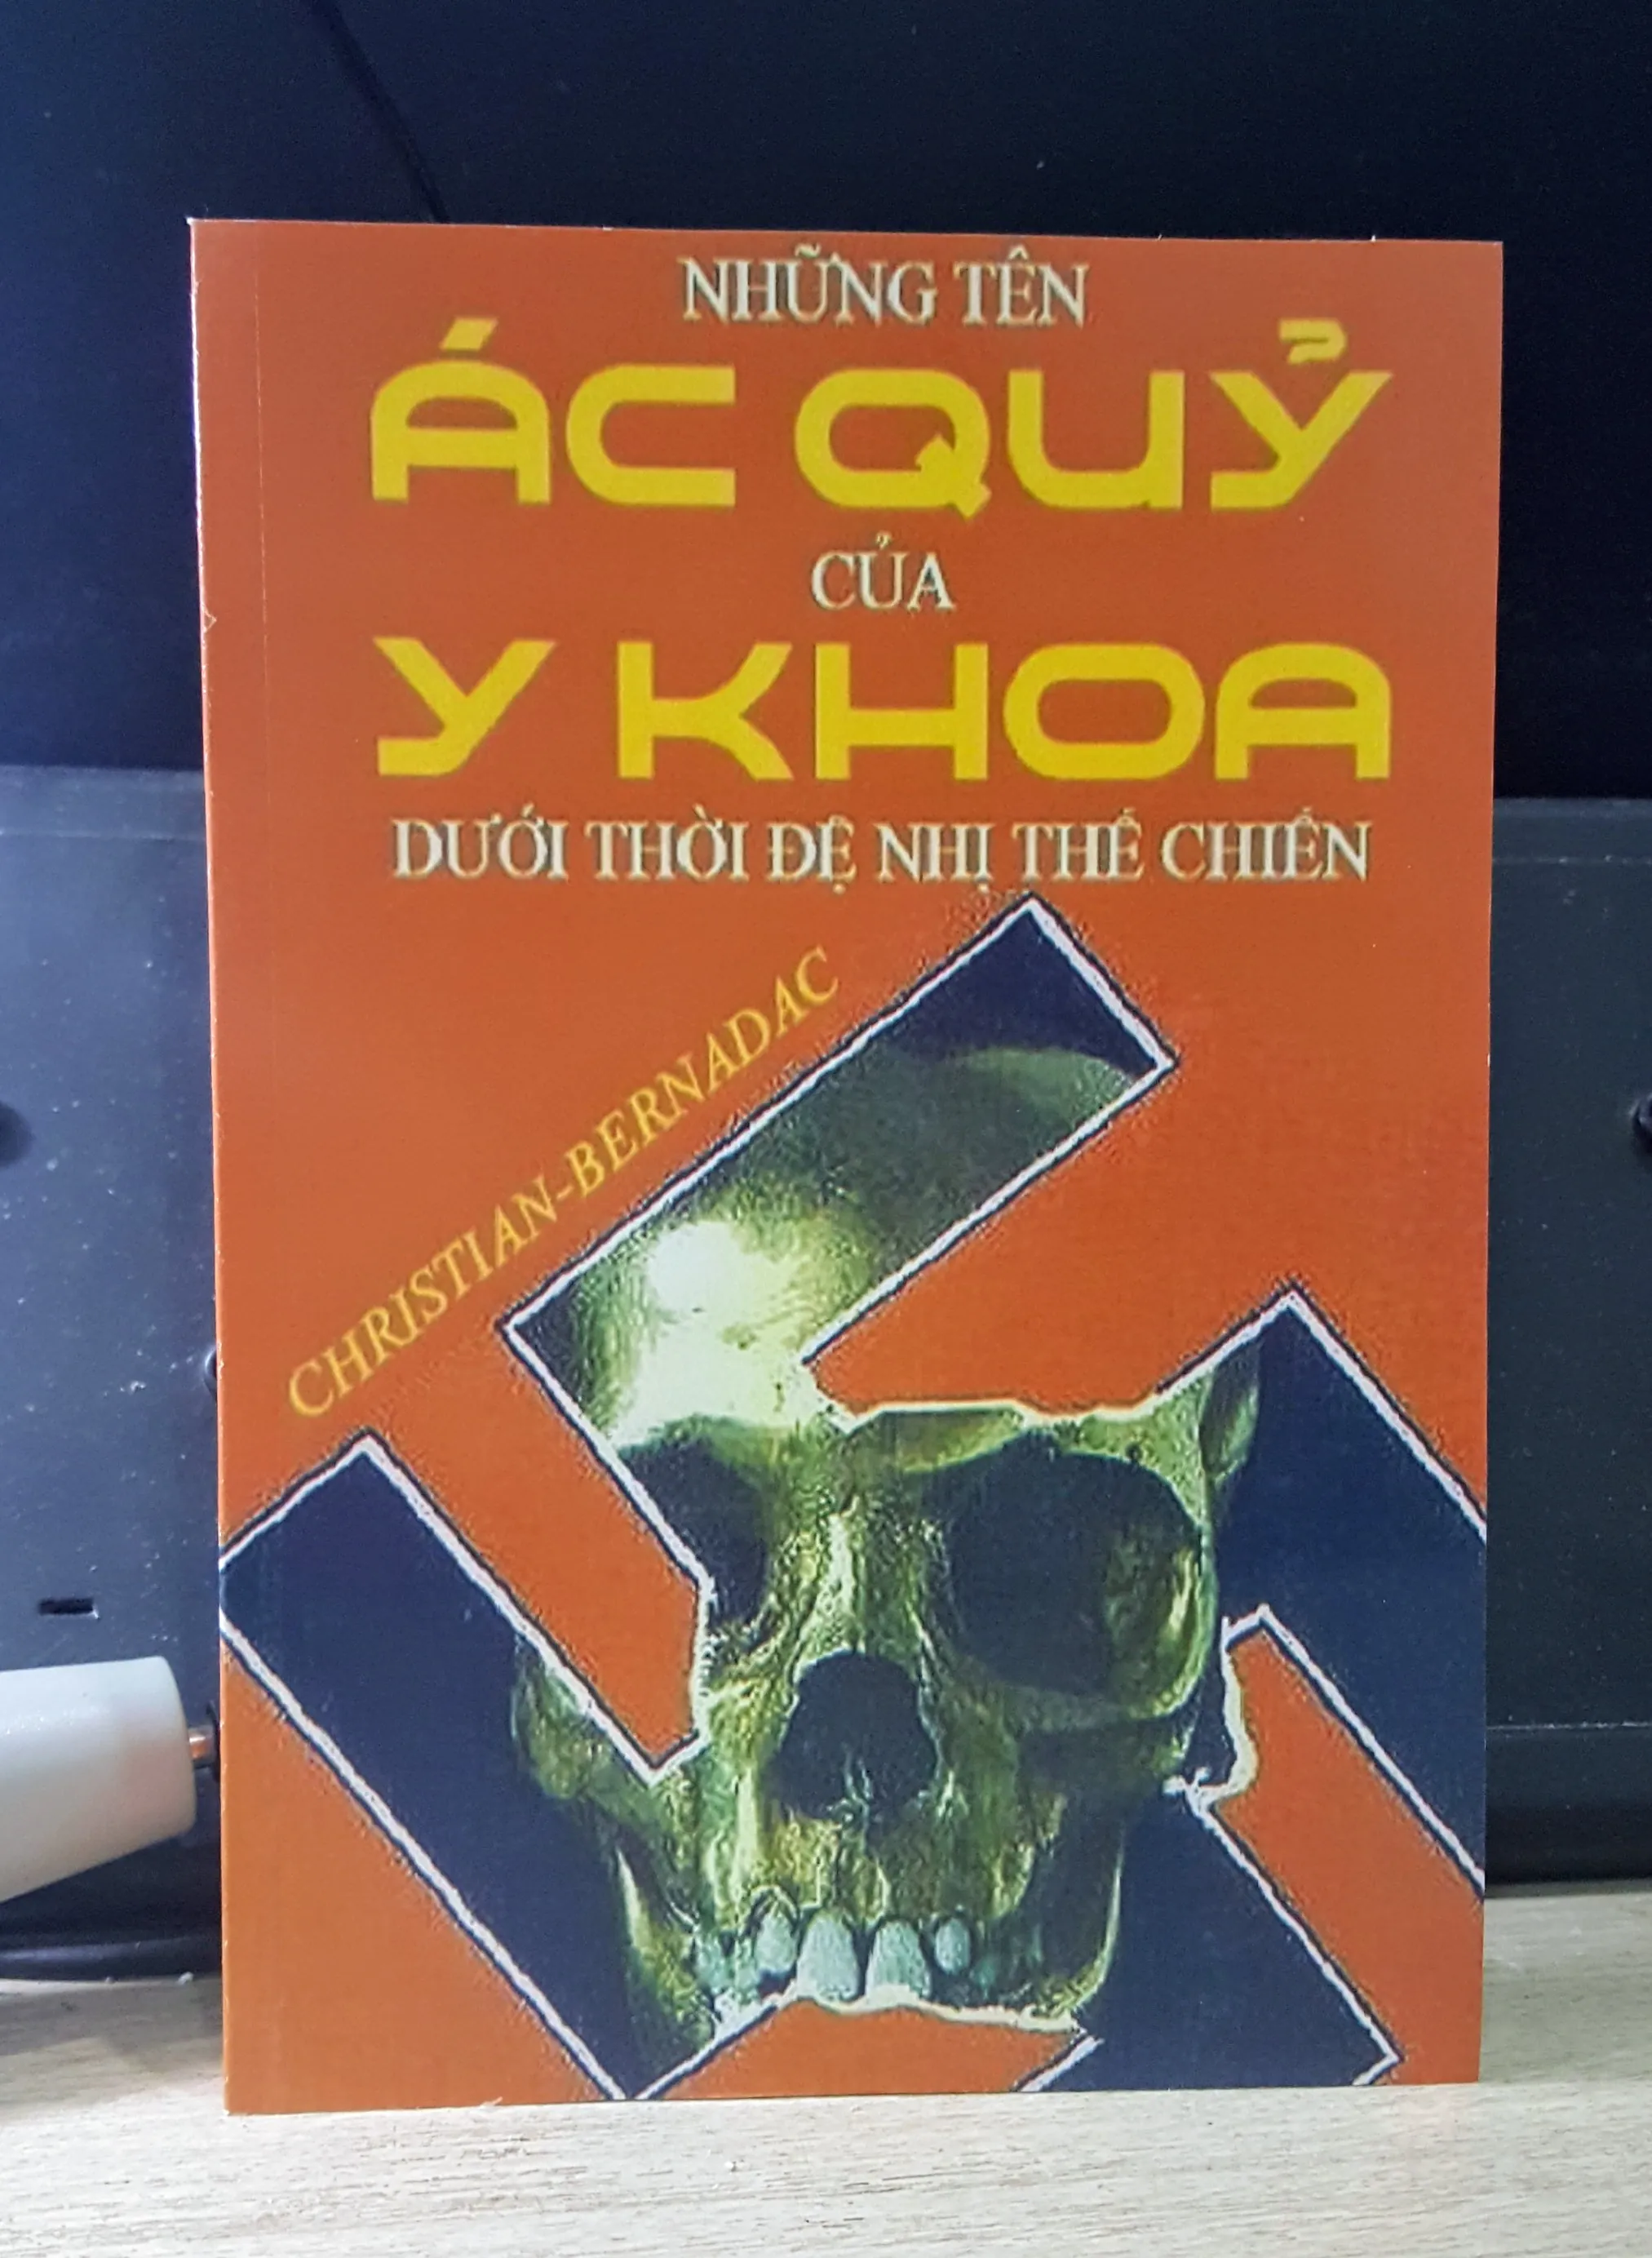 NHỮNG TÊN
ÁC QUỶ
CỦA
Y KHOA
DƯỚI THỜI ĐỆ NHỊ THẾ CHIẾN
CHRISTIAN-BERNADAC